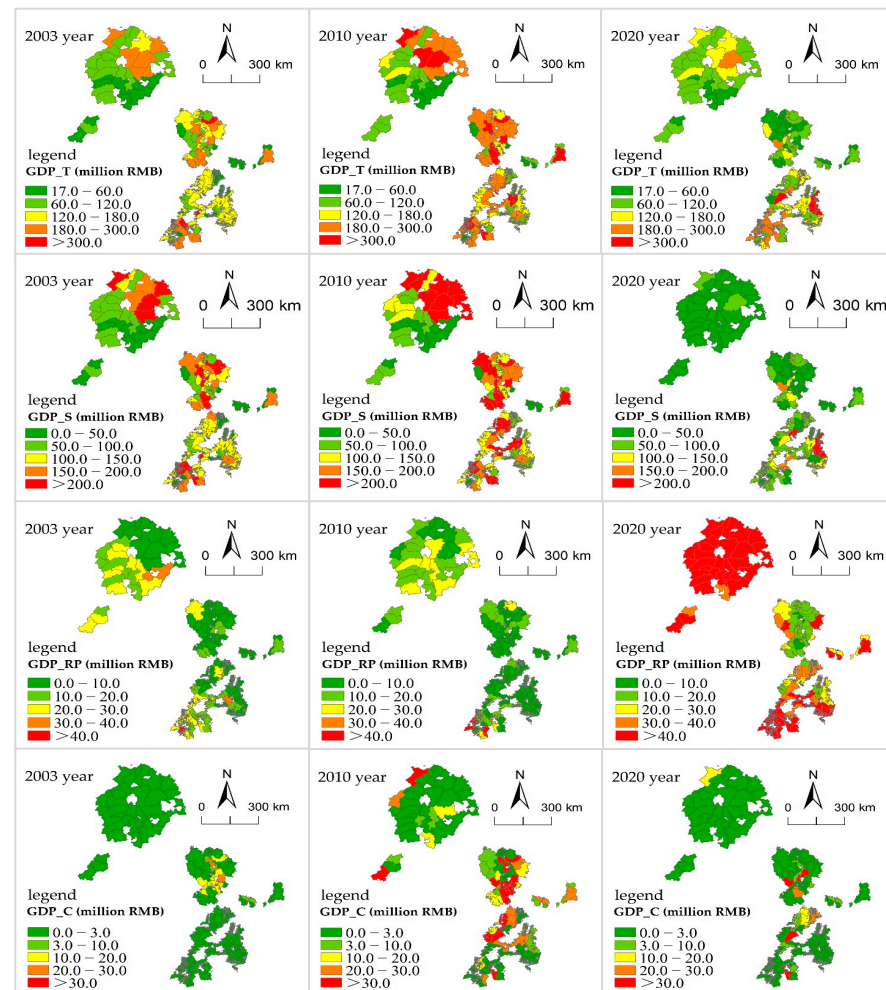 2003 year
N
0 300 km
legend
GDP_T (million RMB)
17.0 – 60.0
60.0 – 120.0
120.0 – 180.0
180.0 – 300.0
>300.0
2010 year
N
0 300 km
legend
GDP_T (million RMB)
17.0 – 60.0
60.0 – 120.0
120.0 – 180.0
180.0 – 300.0
>300.0
2020 year
N
0 300 km
legend
GDP_T (million RMB)
17.0 – 60.0
60.0 – 120.0
120.0 – 180.0
180.0 – 300.0
>300.0
2003 year
N
0 300 km
legend
GDP_S (million RMB)
0.0 – 50.0
50.0 – 100.0
100.0 – 150.0
150.0 – 200.0
>200.0
2010 year
N
0 300 km
legend
GDP_S (million RMB)
0.0 – 50.0
50.0 – 100.0
100.0 – 150.0
150.0 – 200.0
>200.0
2020 year
N
0 300 km
legend
GDP_S (million RMB)
0.0 – 50.0
50.0 – 100.0
100.0 – 150.0
150.0 – 200.0
>200.0
2003 year
N
0 300 km
legend
GDP_RP (million RMB)
0.0 – 10.0
10.0 – 20.0
20.0 – 30.0
30.0 – 40.0
>40.0
2010 year
N
0 300 km
legend
GDP_RP (million RMB)
0.0 – 10.0
10.0 – 20.0
20.0 – 30.0
30.0 – 40.0
>40.0
2020 year
N
0 300 km
legend
GDP_RP (million RMB)
0.0 – 10.0
10.0 – 20.0
20.0 – 30.0
30.0 – 40.0
>40.0
2003 year
N
0 300 km
legend
GDP_C (million RMB)
0.0 – 3.0
3.0 – 10.0
10.0 – 20.0
20.0 – 30.0
>30.0
2010 year
N
0 300 km
legend
GDP_C (million RMB)
0.0 – 3.0
3.0 – 10.0
10.0 – 20.0
20.0 – 30.0
>30.0
2020 year
N
0 300 km
legend
GDP_C (million RMB)
0.0 – 3.0
3.0 – 10.0
10.0 – 20.0
20.0 – 30.0
>30.0